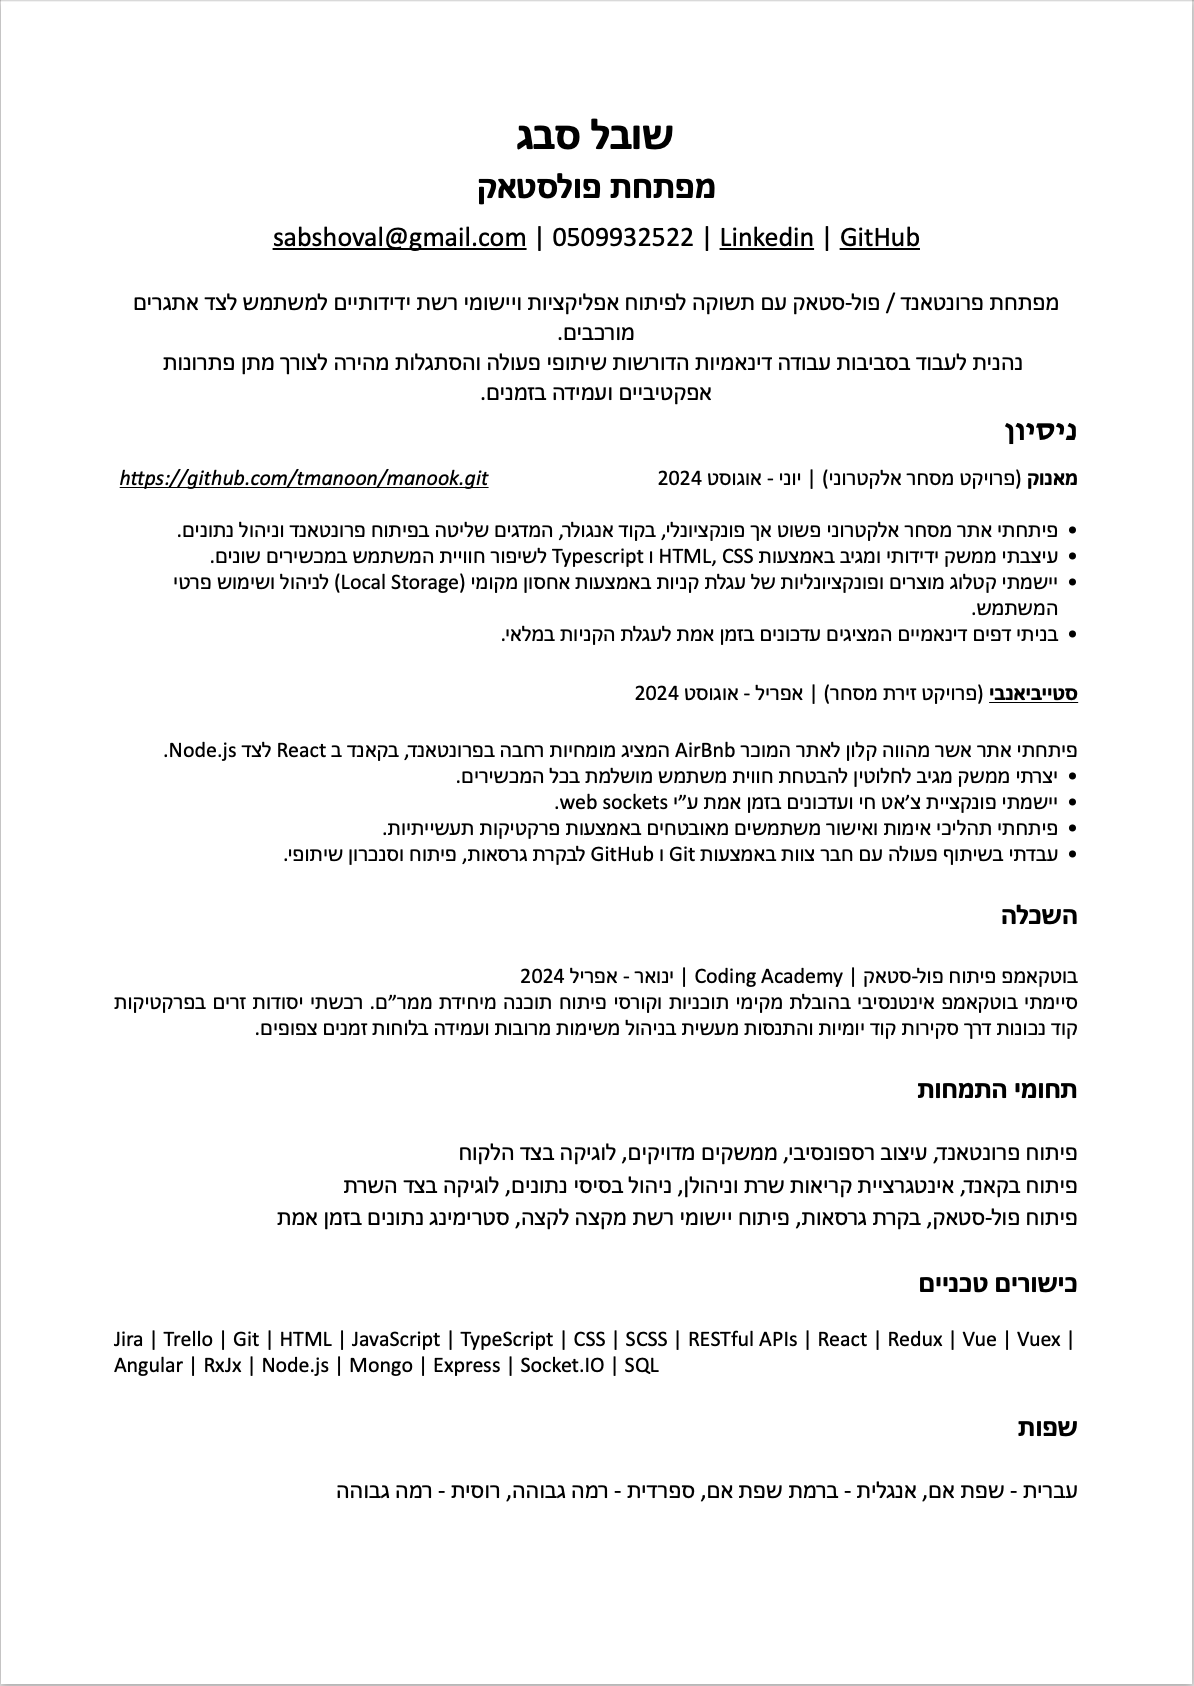 שובל סבג
מפתחת פולסטאק
sabshoval@gmail.com | 0509932522 | Linkedin | GitHub
מפתחת פרונטאנד / פול-סטאק עם תשוקה לפיתוח אפליקציות ויישומי רשת ידידותיים למשתמש לצד אתגרים
מורכבים.
נהנית לעבוד בסביבות עבודה דינאמיות הדורשות שיתופי פעולה והסתגלות מהירה לצורך מתן פתרונות
אפקטיביים ועמידה בזמנים.
ניסיון
מאנוק (פרויקט מסחר אלקטרוני) | יוני - אוגוסט 2024 https://github.com/tmanoon/manook.git
• פיתחתי אתר מסחר אלקטרוני פשוט אך פונקציונלי, בקוד אנגולר, המדגים שליטה בפיתוח פרונטאנד וניהול נתונים.
• עיצבתי ממשק ידידותי ומגיב באמצעות HTML, CSS ו Typescript לשיפור חוויית המשתמש במכשירים שונים.
• יישמתי קטלוג מוצרים ופונקציונליות של עגלת קניות באמצעות אחסון מקומי (Local Storage) לניהול ושימוש פרטי
המשתמש.
• בניתי דפים דינאמיים המציגים עדכונים בזמן אמת לעגלת הקניות במלאי.
סטייביאנבי (פרויקט זירת מסחר) | אפריל - אוגוסט 2024
פיתחתי אתר אשר מהווה קלון לאתר המוכר AirBnb המציג מומחיות רחבה בפרונטאנד, בקאנד ב React לצד Node.js.
• יצרתי ממשק מגיב לחלוטין להבטחת חווית משתמש מושלמת בכל המכשירים.
• יישמתי פונקציית צ’אט חי ועדכונים בזמן אמת ע”י web sockets.
• פיתחתי תהליכי אימות ואישור משתמשים מאובטחים באמצעות פרקטיקות תעשייתיות.
• עבדתי בשיתוף פעולה עם חבר צוות באמצעות Git ו GitHub לבקרת גרסאות, פיתוח וסנכרון שיתופי.
השכלה
בוטקאמפ פיתוח פול-סטאק | Coding Academy | ינואר - אפריל 2024
סיימתי בוטקאמפ אינטנסיבי בהובלת מקימי תוכניות וקורסי פיתוח תוכנה מיחידת ממר”ם. רכשתי יסודות זרים בפרקטיקות
קוד נכונות דרך סקירות קוד יומיות והתנסות מעשית בניהול משימות מרובות ועמידה בלוחות זמנים צפופים.
תחומי התמחות
פיתוח פרונטאנד, עיצוב רספונסיבי, ממשקים מדויקים, לוגיקה בצד הלקוח
פיתוח בקאנד, אינטגרציית קריאות שרת וניהולן, ניהול בסיסי נתונים, לוגיקה בצד השרת
פיתוח פול-סטאק, בקרת גרסאות, פיתוח יישומי רשת מקצה לקצה, סטרימינג נתונים בזמן אמת
כישורים טכניים
Jira | Trello | Git | HTML | JavaScript | TypeScript | CSS | SCSS | RESTful APIs | React | Redux | Vue | Vuex |
Angular | RxJx | Node.js | Mongo | Express | Socket.IO | SQL
שפות
עברית - שפת אם, אנגלית - ברמת שפת אם, ספרדית - רמה גבוהה, רוסית - רמה גבוהה